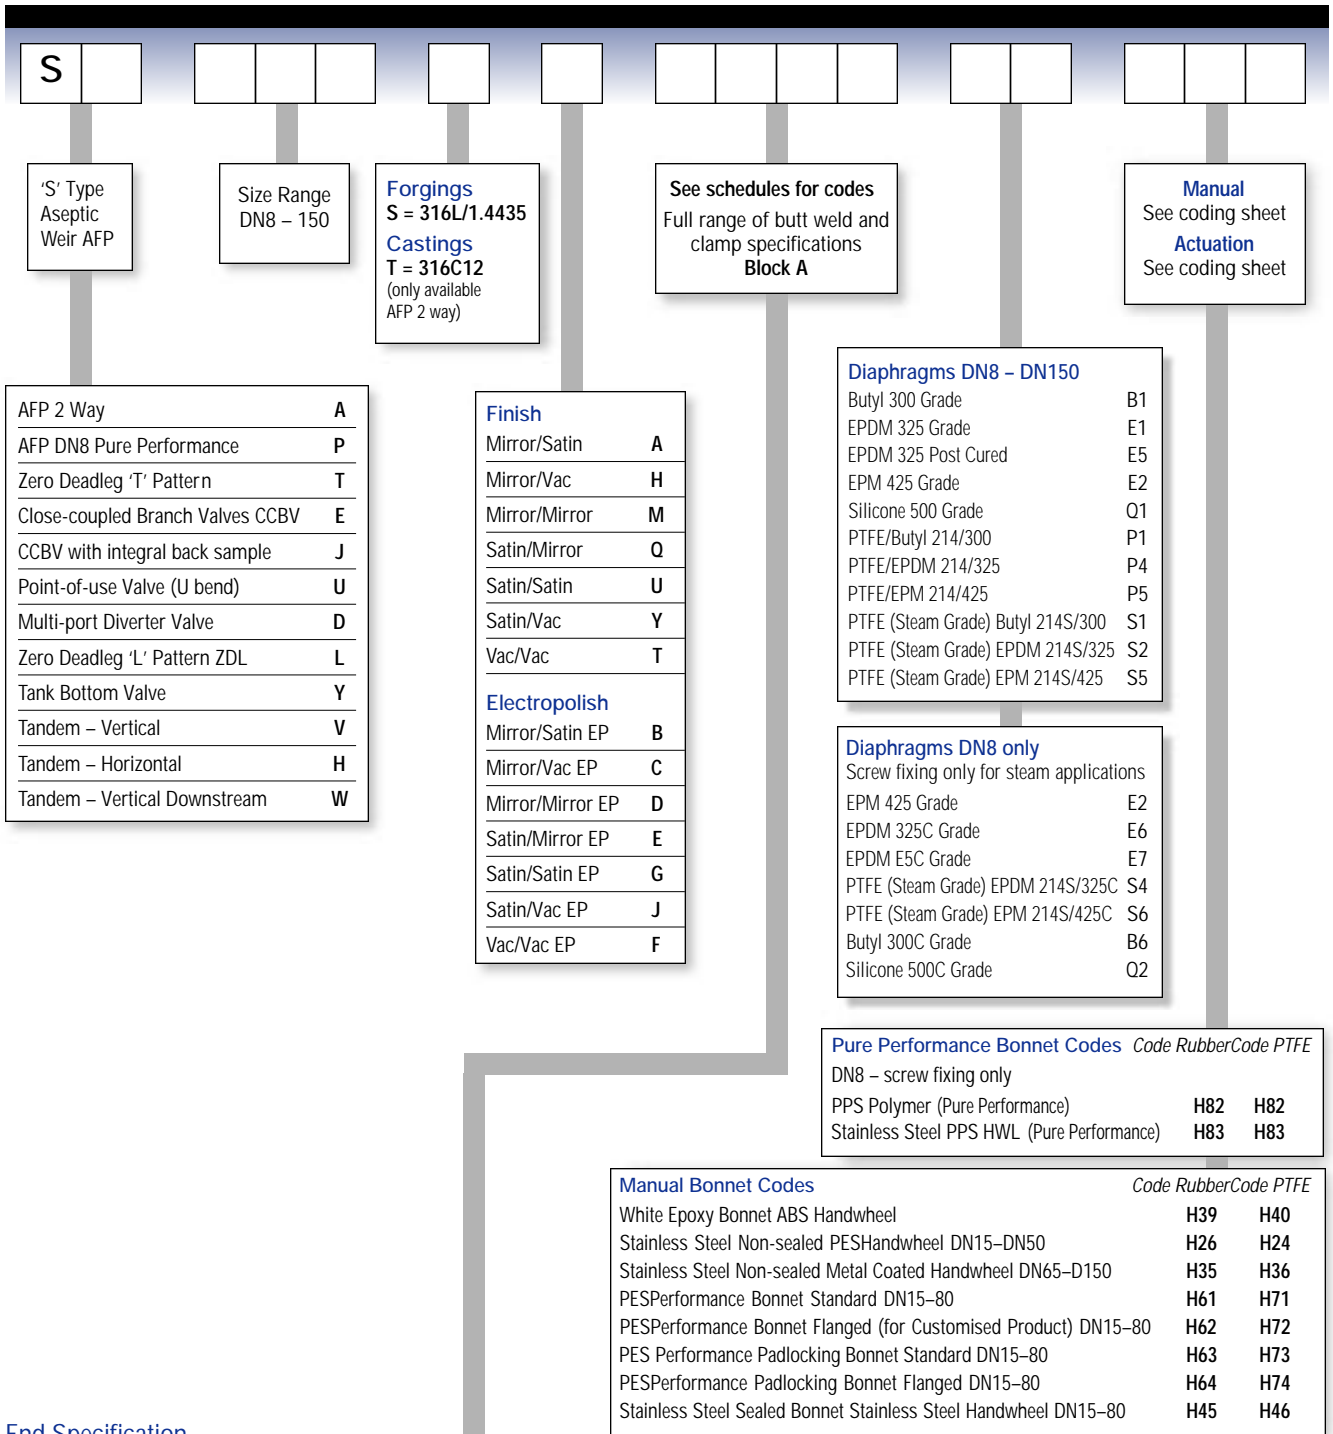 S
'S' Type
Aseptic
Weir AFP
Size Range
DN8 – 150
Forgings
S = 316L/1.4435
Castings
T = 316C12
(only available
AFP 2 way)
See schedules for codes
Full range of butt weld and
clamp specifications
Block A
Manual
See coding sheet
Actuation
See coding sheet
AFP 2 Way A
AFP DN8 Pure Performance P
Zero Deadleg 'T' Pattern T
Close-coupled Branch Valves CCBV E
CCBV with integral back sample J
Point-of-use Valve (U bend) U
Multi-port Diverter Valve D
Zero Deadleg 'L' Pattern ZDL L
Tank Bottom Valve Y
Tandem – Vertical V
Tandem – Horizontal H
Tandem – Vertical Downstream W
Finish
Mirror/Satin A
Mirror/Vac H
Mirror/Mirror M
Satin/Mirror Q
Satin/Satin U
Satin/Vac Y
Vac/Vac T
Electropolish
Mirror/Satin EP B
Mirror/Vac EP C
Mirror/Mirror EP D
Satin/Mirror EP E
Satin/Satin EP G
Satin/Vac EP J
Vac/Vac EP F
Diaphragms DN8 – DN150
Butyl 300 Grade B1
EPDM 325 Grade E1
EPDM 325 Post Cured E5
EPM 425 Grade E2
Silicone 500 Grade Q1
PTFE/Butyl 214/300 P1
PTFE/EPDM 214/325 P4
PTFE/EPM 214/425 P5
PTFE (Steam Grade) Butyl 214S/300 S1
PTFE (Steam Grade) EPDM 214S/325 S2
PTFE (Steam Grade) EPM 214S/425 S5
Diaphragms DN8 only
Screw fixing only for steam applications
EPM 425 Grade E2
EPDM 325C Grade E6
EPDM E5C Grade E7
PTFE (Steam Grade) EPDM 214S/325C S4
PTFE (Steam Grade) EPM 214S/425C S6
Butyl 300C Grade B6
Silicone 500C Grade Q2
Pure Performance Bonnet Codes Code RubberCode PTFE
DN8 – screw fixing only
PPS Polymer (Pure Performance) H82 H82
Stainless Steel PPS HWL (Pure Performance) H83 H83
Manual Bonnet Codes Code RubberCode PTFE
White Epoxy Bonnet ABS Handwheel H39 H40
Stainless Steel Non-sealed PESHandwheel DN15–DN50 H26 H24
Stainless Steel Non-sealed Metal Coated Handwheel DN65–D150 H35 H36
PESPerformance Bonnet Standard DN15–80 H61 H71
PESPerformance Bonnet Flanged (for Customised Product) DN15–80 H62 H72
PES Performance Padlocking Bonnet Standard DN15–80 H63 H73
PESPerformance Padlocking Bonnet Flanged DN15–80 H64 H74
Stainless Steel Sealed Bonnet Stainless Steel Handwheel DN15–80 H45 H46
End Specification